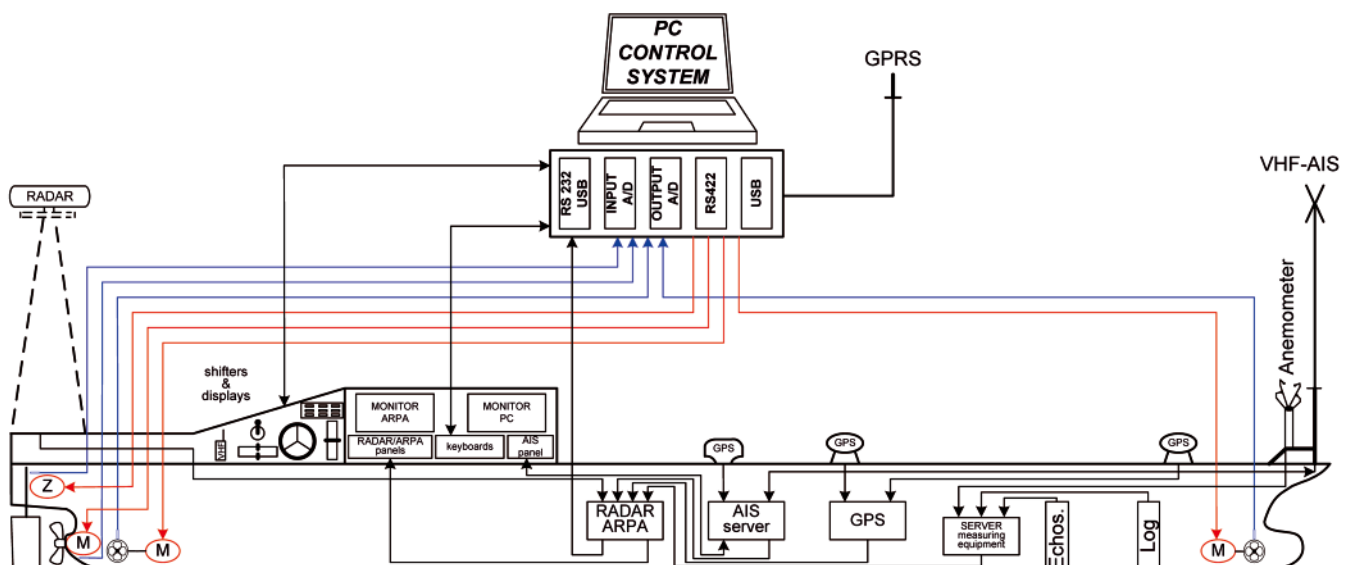 PC
CONTROL
SYSTEM
GPRS
VHF-AIS
RADAR
RS 232
USB
INPUT
A/D
OUTPUT
A/D
RS422
USB
Anemometer
shifters
&
displays
VHF
MONITOR
ARPA
MONITOR
PC
RADAR/ARPA
panels
keyboards
AIS
panel
GPS
GPS
GPS
Z
M
M
RADAR
ARPA
AIS
server
GPS
SERVER
measuring
equipment
Echos.
Log
M